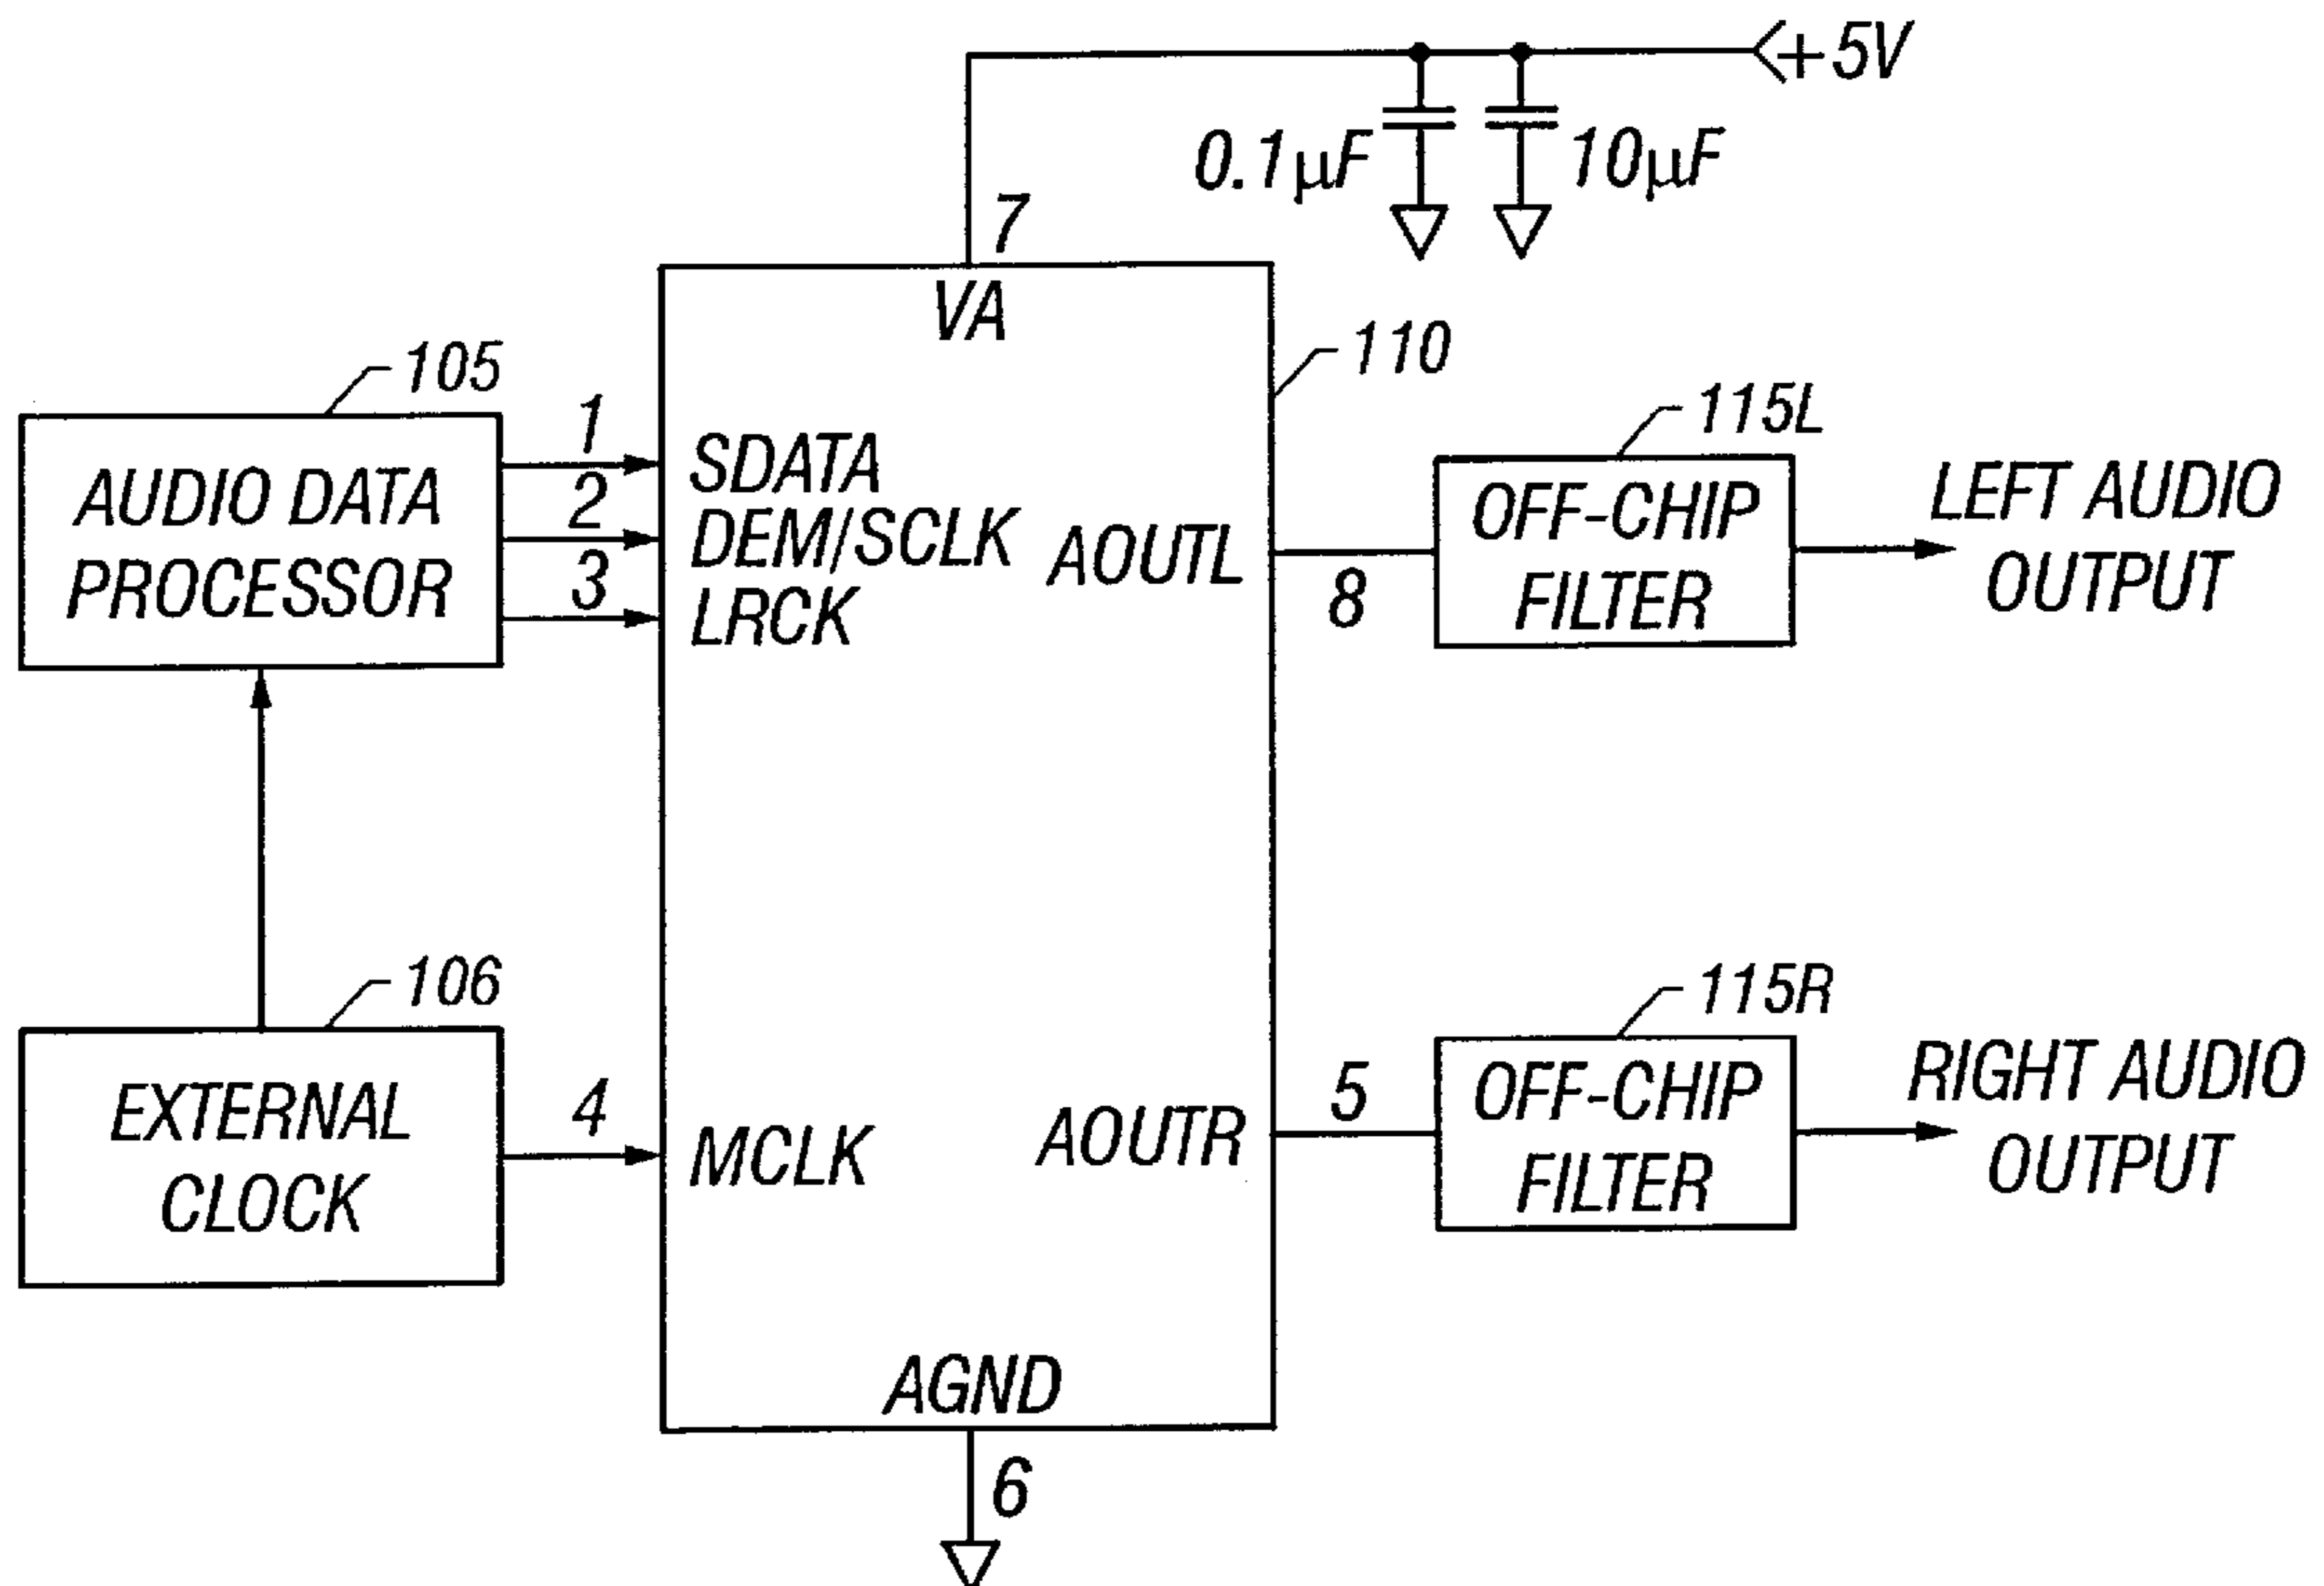 +5V
0.1µF
10µF
7
VA
105
110
1
115L
AUDIO DATA
PROCESSOR
SDATA
2
DEM/SCLK
3
LRCK
AOUTL
8
OFF-CHIP
FILTER
LEFT AUDIO
OUTPUT
106
115R
EXTERNAL
CLOCK
4
MCLK
AOUTR
5
OFF-CHIP
FILTER
RIGHT AUDIO
OUTPUT
AGND
6